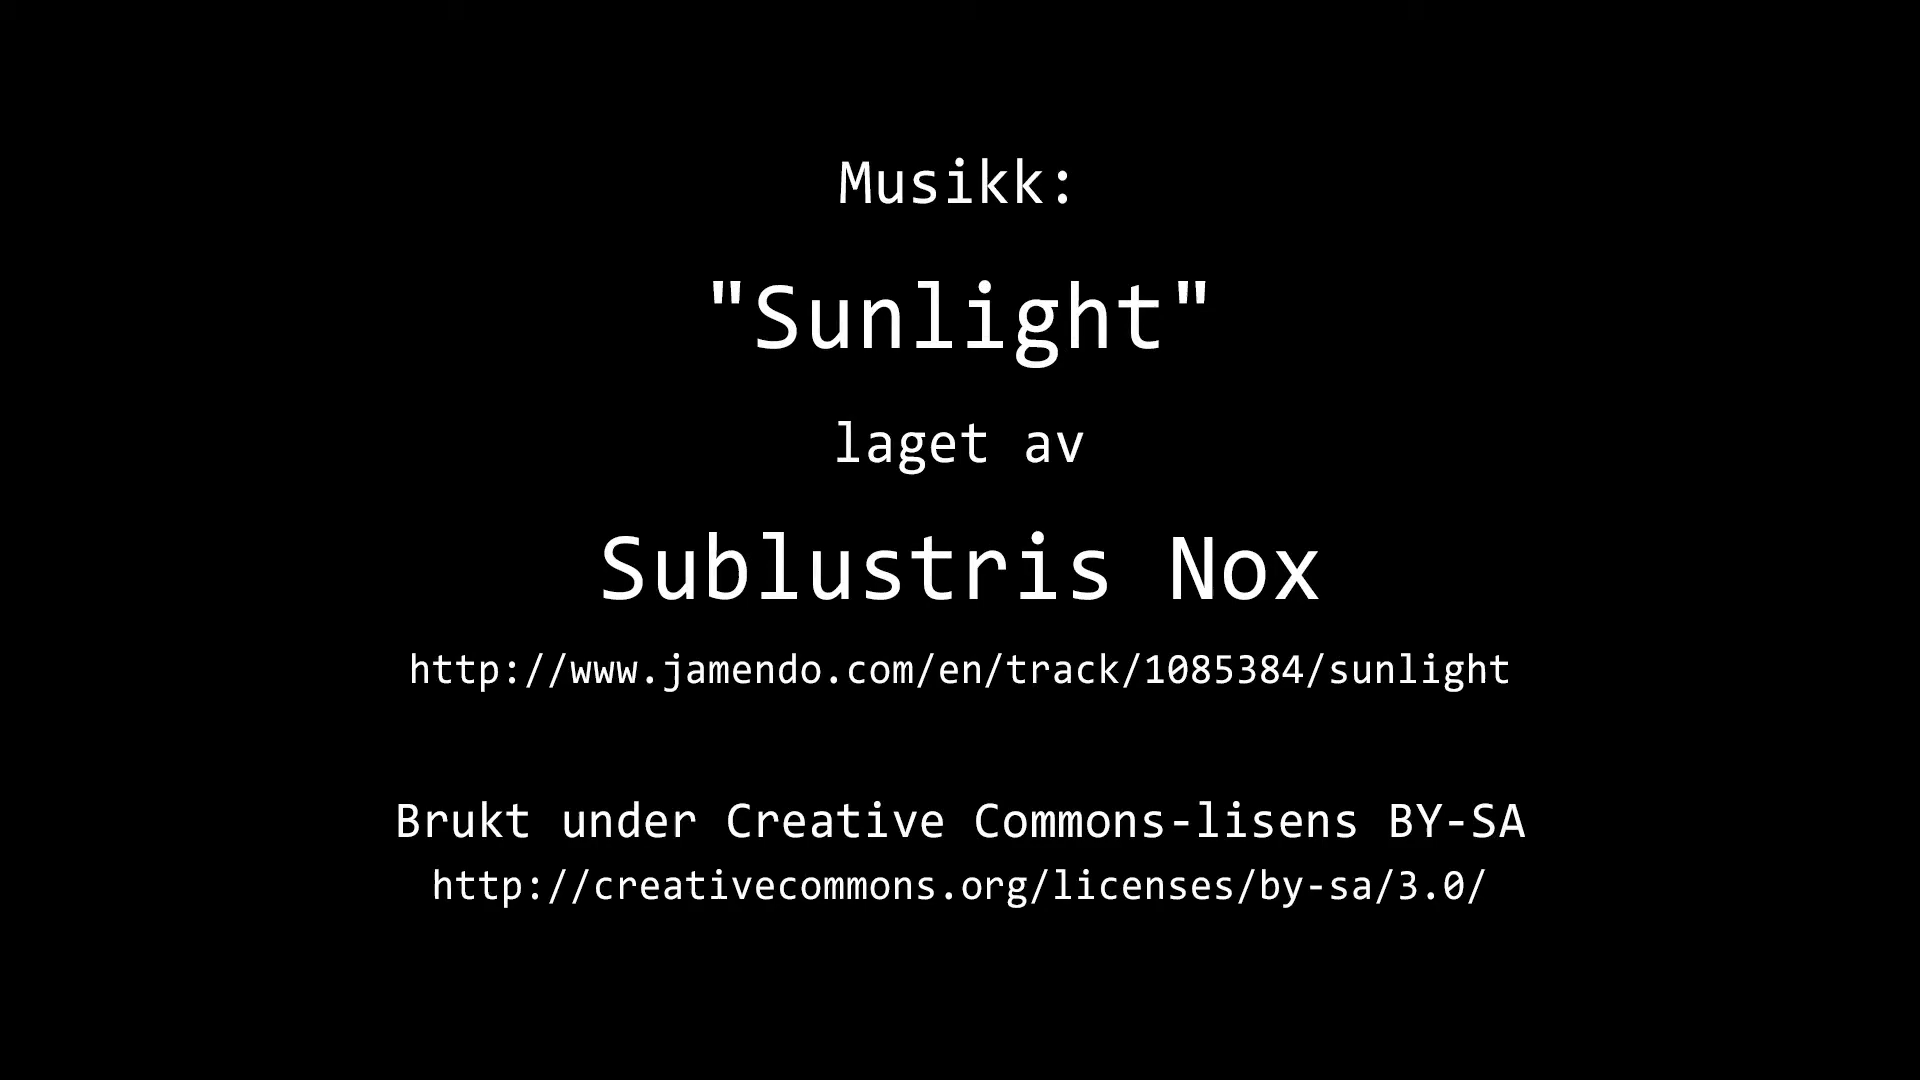 Musikk:
"Sunlight"
laget av
Sublustris Nox
http://www.jamendo.com/en/track/1085384/sunlight
Brukt under Creative Commons-lisens BY-SA
http://creativecommons.org/licenses/by-sa/3.0/